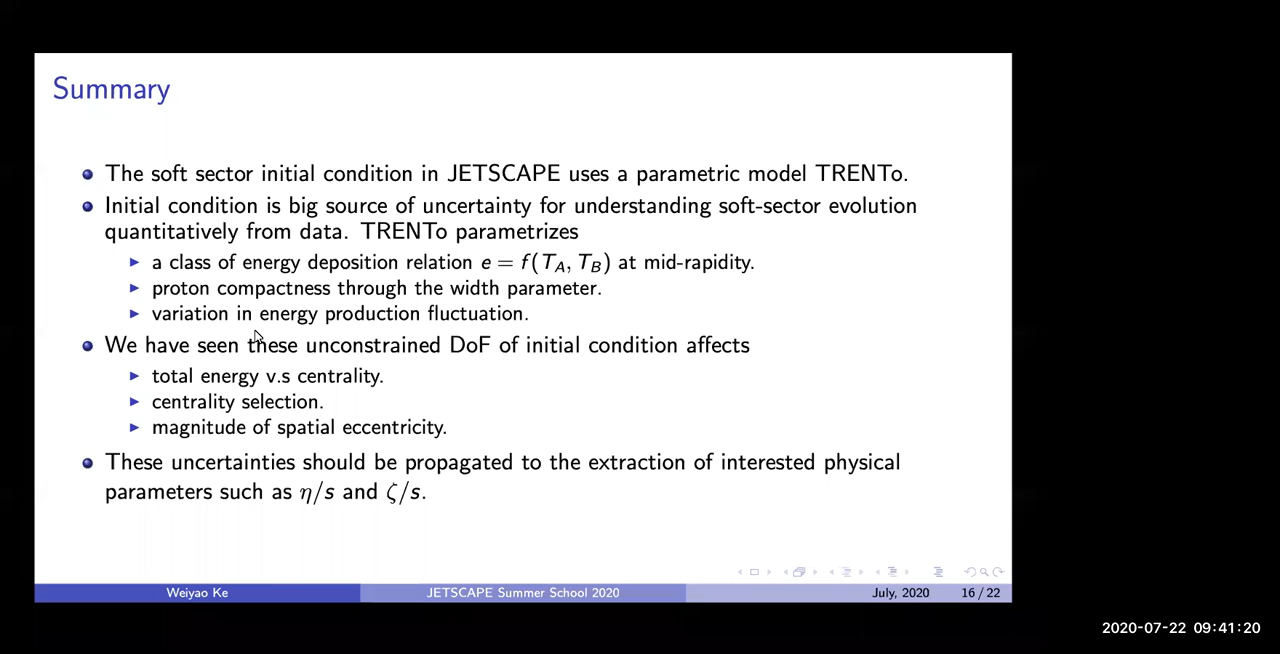 Summary
The soft sector initial condition in JETSCAPE uses a parametric model TRENTo.
Initial condition is big source of uncertainty for understanding soft-sector evolution
quantitatively from data. TRENTo parametrizes
a class of energy deposition relation e = f(T_A, T_B) at mid-rapidity.
proton compactness through the width parameter.
variation in energy production fluctuation.
We have seen these unconstrained DoF of initial condition affects
total energy v.s centrality.
centrality selection.
magnitude of spatial eccentricity.
These uncertainties should be propagated to the extraction of interested physical
parameters such as η/s and ζ/s.
Weiyao Ke JETSCAPE Summer School 2020 July, 2020 16 / 22
2020-07-22 09:41:20